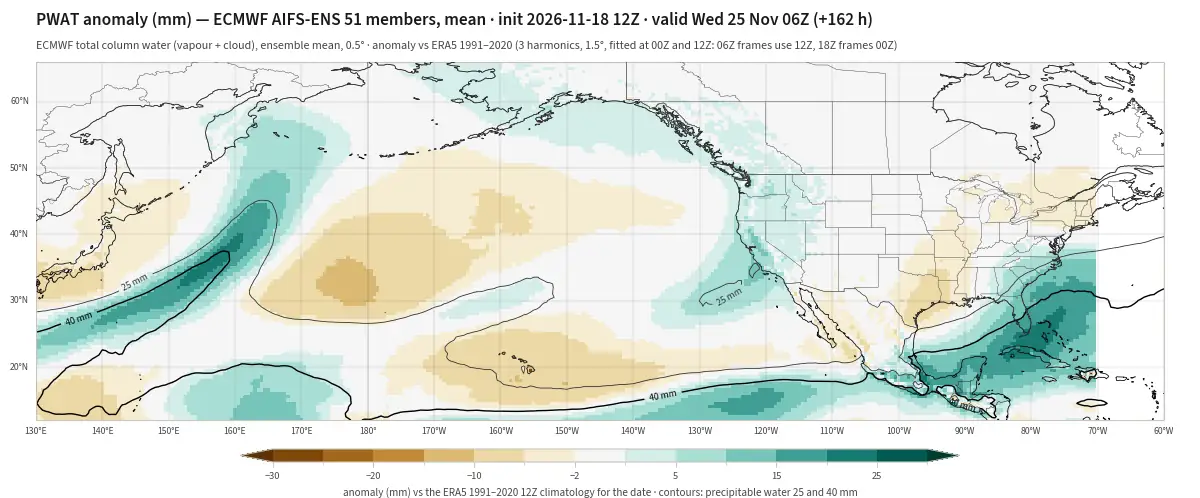 PWAT anomaly (mm) — ECMWF AIFS-ENS 51 members, mean · init 2026-11-18 12Z · valid Wed 25 Nov 06Z (+162 h)
ECMWF total column water (vapour + cloud), ensemble mean, 0.5° · anomaly vs ERA5 1991–2020 (3 harmonics, 1.5°, fitted at 00Z and 12Z: 06Z frames use 12Z, 18Z frames 00Z)
60°N
50°N
40°N
30°N
20°N
25 mm
40 mm
25 mm
40 mm
130°E 140°E 150°E 160°E 170°E 180° 170°W 160°W 150°W 140°W 130°W 120°W 110°W 100°W 90°W 80°W 70°W 60°W
−30 −20 −10 −2 5 15 25
anomaly (mm) vs the ERA5 1991–2020 12Z climatology for the date · contours: precipitable water 25 and 40 mm